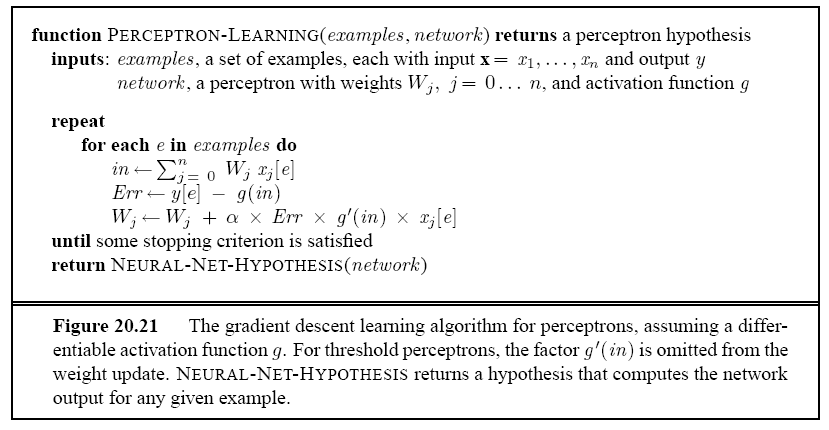 function PERCEPTRON-LEARNING(examples, network) returns a perceptron hypothesis
inputs: examples, a set of examples, each with input x = x₁, . . . , xₙ and output y
network, a perceptron with weights Wⱼ, j = 0 . . . n, and activation function g
repeat
for each e in examples do
in ← ∑ⁿⱼ₌ ₀ Wⱼ xⱼ[e]
Err ← y[e] − g(in)
Wⱼ ← Wⱼ + α × Err × g′(in) × xⱼ[e]
until some stopping criterion is satisfied
return NEURAL-NET-HYPOTHESIS(network)
Figure 20.21 The gradient descent learning algorithm for perceptrons, assuming a differ-
entiable activation function g. For threshold perceptrons, the factor g′(in) is omitted from the
weight update. NEURAL-NET-HYPOTHESIS returns a hypothesis that computes the network
output for any given example.